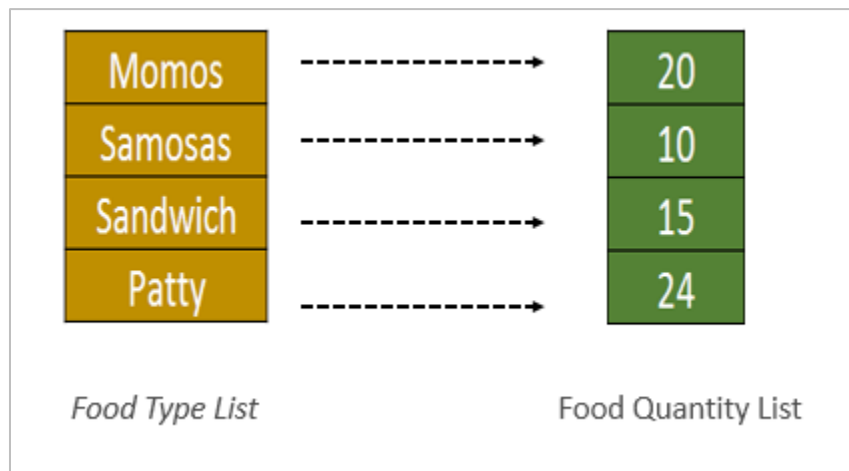 Momos 20
Samosas 10
Sandwich 15
Patty 24
Food Type List Food Quantity List